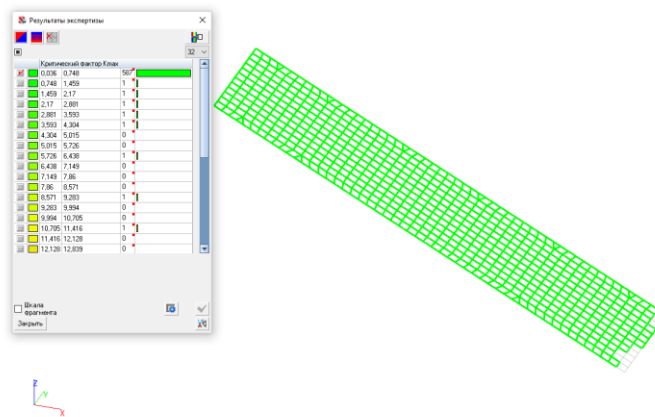 Результаты экспертизы
32
Критический фактор Kmax
0,036 0,748 587
0,748 1,459 1
1,459 2,17 1
2,17 2,881 1
2,881 3,593 1
3,593 4,304 1
4,304 5,015 0
5,015 5,726 0
5,726 6,438 1
6,438 7,149 0
7,149 7,86 0
7,86 8,571 0
8,571 9,283 1
9,283 9,994 0
9,994 10,705 0
10,705 11,416 1
11,416 12,128 0
12,128 12,839 0
Шкала
фрагмента
Закрыть
Z
Y
X